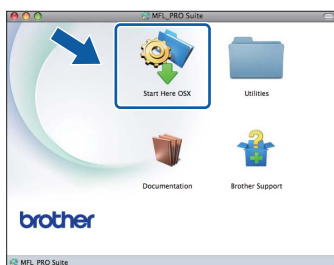 MFL_PRO Suite
Start Here OSX
Utilities
Documentation
Brother Support
brother
MFL_PRO Suite